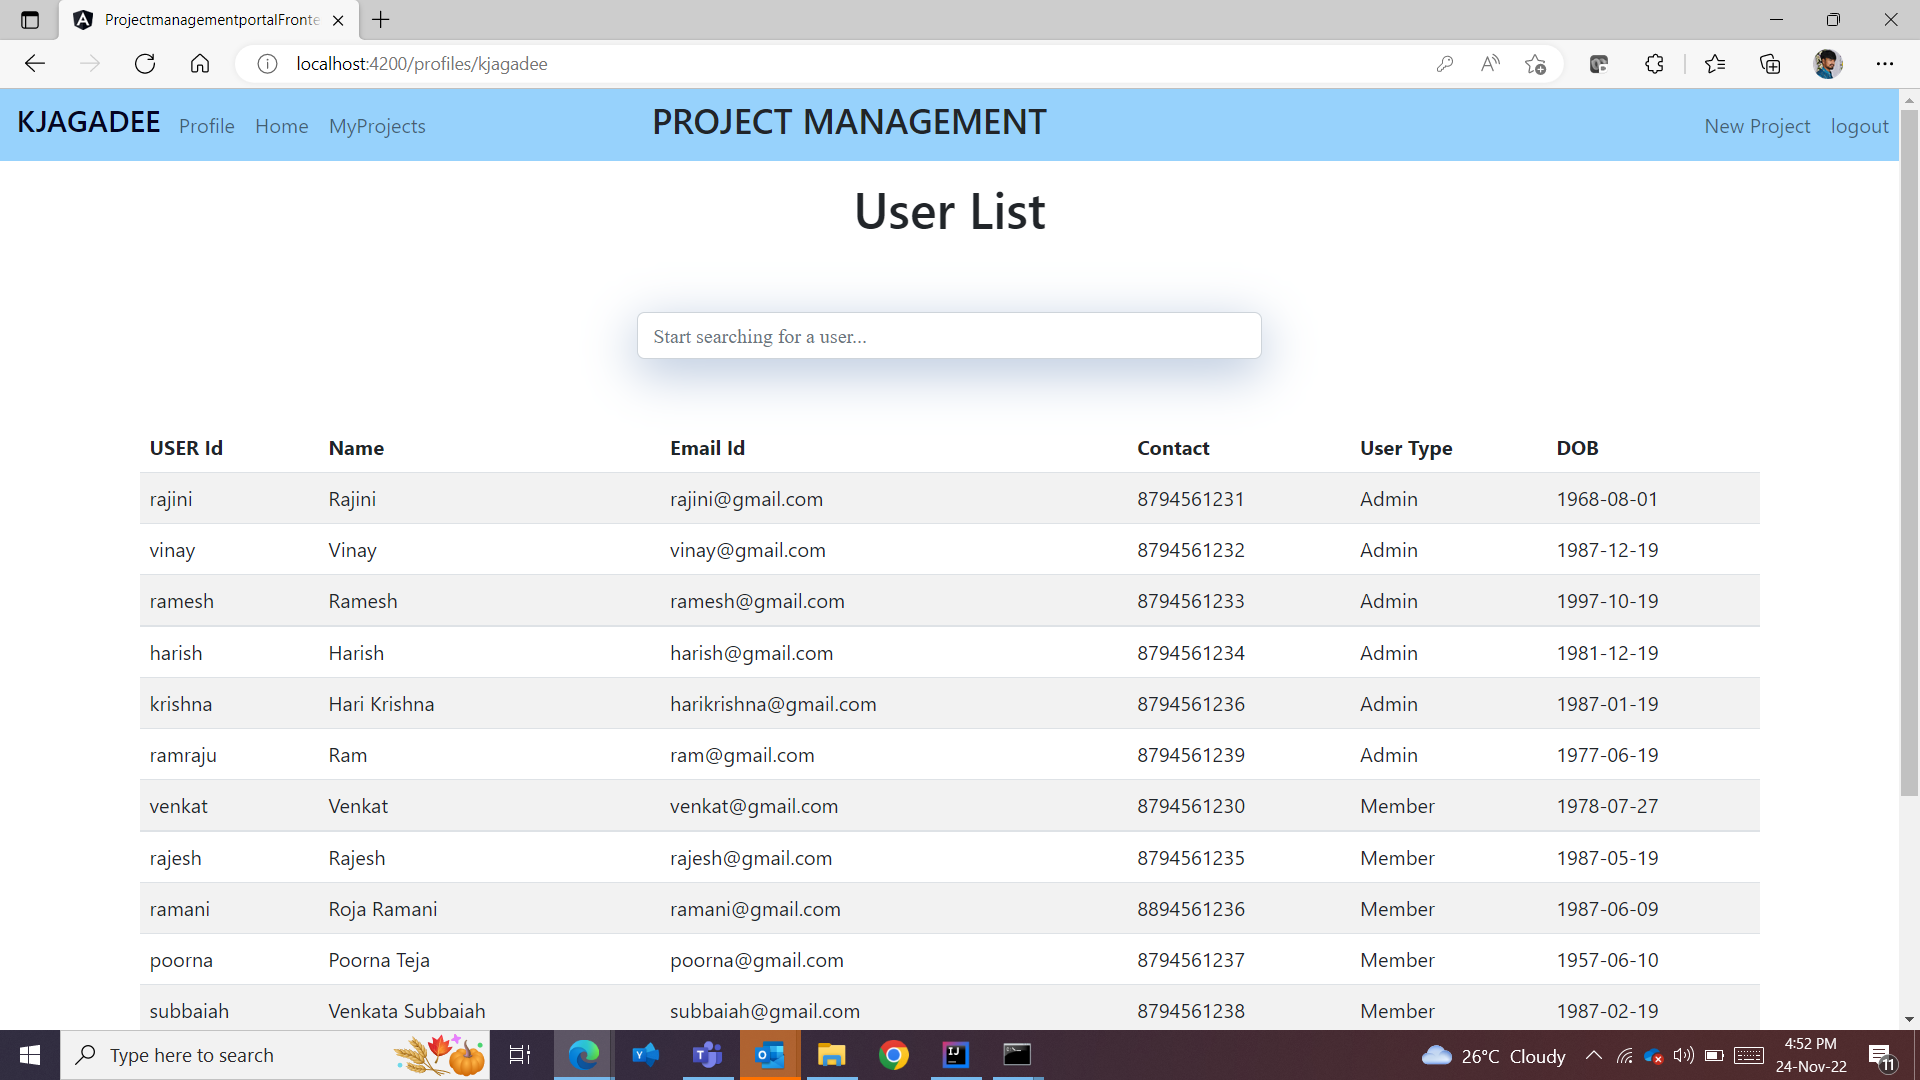 ProjectmanagementportalFronte
localhost:4200/profiles/kjagadee
KJAGADEE Profile Home MyProjects PROJECT MANAGEMENT New Project logout
User List
Start searching for a user...
USER Id Name Email Id Contact User Type DOB
rajini Rajini rajini@gmail.com 8794561231 Admin 1968-08-01
vinay Vinay vinay@gmail.com 8794561232 Admin 1987-12-19
ramesh Ramesh ramesh@gmail.com 8794561233 Admin 1997-10-19
harish Harish harish@gmail.com 8794561234 Admin 1981-12-19
krishna Hari Krishna harikrishna@gmail.com 8794561236 Admin 1987-01-19
ramraju Ram ram@gmail.com 8794561239 Admin 1977-06-19
venkat Venkat venkat@gmail.com 8794561230 Member 1978-07-27
rajesh Rajesh rajesh@gmail.com 8794561235 Member 1987-05-19
ramani Roja Ramani ramani@gmail.com 8894561236 Member 1987-06-09
poorna Poorna Teja poorna@gmail.com 8794561237 Member 1957-06-10
subbaiah Venkata Subbaiah subbaiah@gmail.com 8794561238 Member 1987-02-19
Type here to search 26°C Cloudy 4:52 PM
24-Nov-22 11